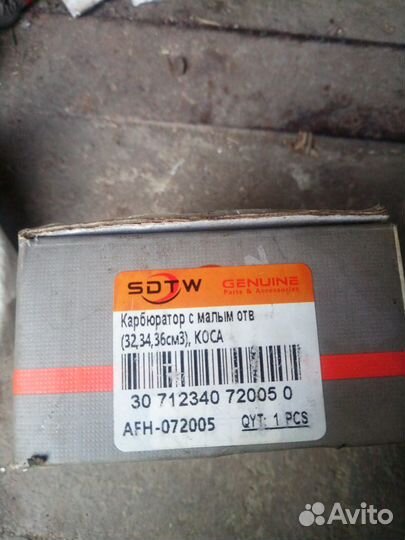 SDTW
GENUINE
Parts & Accessories
Карбюратор с малым отв
(32,34,36см3), КОСА
30 712340 72005 0
AFH-072005
QYT: 1 PCS
Avito